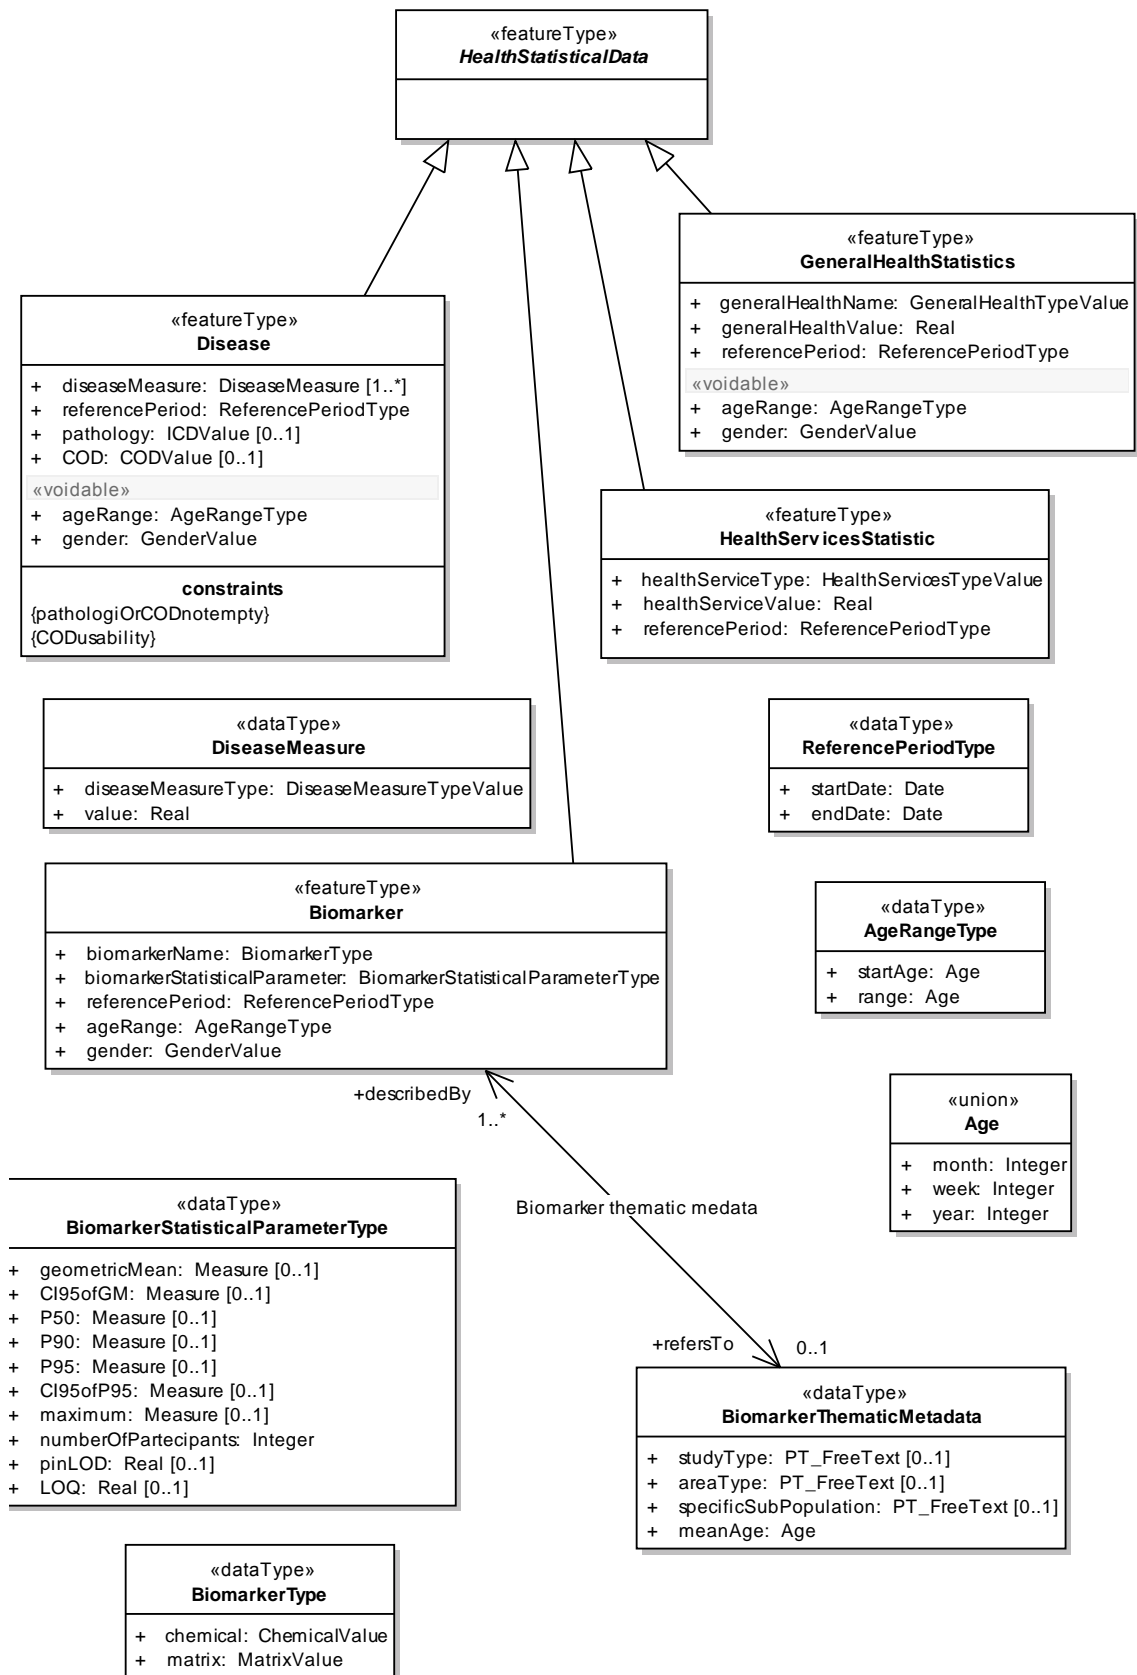 «featureType»
HealthStatisticalData
«featureType»
GeneralHealthStatistics
+ generalHealthName: GeneralHealthTypeValue
+ generalHealthValue: Real
+ referencePeriod: ReferencePeriodType
«voidable»
+ ageRange: AgeRangeType
+ gender: GenderValue
«featureType»
Disease
+ diseaseMeasure: DiseaseMeasure [1..*]
+ referencePeriod: ReferencePeriodType
+ pathology: ICDValue [0..1]
+ COD: CODValue [0..1]
«voidable»
+ ageRange: AgeRangeType
+ gender: GenderValue
constraints
{pathologiOrCODnotempty}
{CODusability}
«featureType»
HealthServicesStatistic
+ healthServiceType: HealthServicesTypeValue
+ healthServiceValue: Real
+ referencePeriod: ReferencePeriodType
«dataType»
DiseaseMeasure
+ diseaseMeasureType: DiseaseMeasureTypeValue
+ value: Real
«dataType»
ReferencePeriodType
+ startDate: Date
+ endDate: Date
«featureType»
Biomarker
+ biomarkerName: BiomarkerType
+ biomarkerStatisticalParameter: BiomarkerStatisticalParameterType
+ referencePeriod: ReferencePeriodType
+ ageRange: AgeRangeType
+ gender: GenderValue
«dataType»
AgeRangeType
+ startAge: Age
+ range: Age
+describedBy
1..*
«union»
Age
+ month: Integer
+ week: Integer
+ year: Integer
Biomarker thematic medata
«dataType»
BiomarkerStatisticalParameterType
+ geometricMean: Measure [0..1]
+ CI95ofGM: Measure [0..1]
+ P50: Measure [0..1]
+ P90: Measure [0..1]
+ P95: Measure [0..1]
+ CI95ofP95: Measure [0..1]
+ maximum: Measure [0..1]
+ numberOfPartecipants: Integer
+ pinLOD: Real [0..1]
+ LOQ: Real [0..1]
+refersTo
0..1
«dataType»
BiomarkerThematicMetadata
+ studyType: PT_FreeText [0..1]
+ areaType: PT_FreeText [0..1]
+ specificSubPopulation: PT_FreeText [0..1]
+ meanAge: Age
«dataType»
BiomarkerType
+ chemical: ChemicalValue
+ matrix: MatrixValue